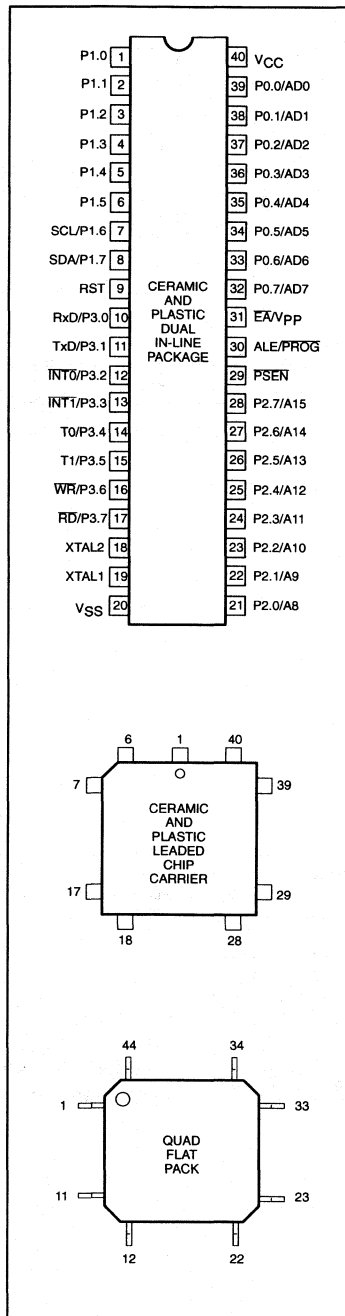 P1.0 1 40 VCC
P1.1 2 39 P0.0/AD0
P1.2 3 38 P0.1/AD1
P1.3 4 37 P0.2/AD2
P1.4 5 36 P0.3/AD3
P1.5 6 35 P0.4/AD4
SCL/P1.6 7 34 P0.5/AD5
SDA/P1.7 8 33 P0.6/AD6
RST 9 32 P0.7/AD7
RxD/P3.0 10 31 E̅A̅/VPP
TxD/P3.1 11 30 ALE/P̅R̅O̅G̅
I̅N̅T̅0̅/P3.2 12 29 P̅S̅E̅N̅
I̅N̅T̅1̅/P3.3 13 28 P2.7/A15
T0/P3.4 14 27 P2.6/A14
T1/P3.5 15 26 P2.5/A13
W̅R̅/P3.6 16 25 P2.4/A12
R̅D̅/P3.7 17 24 P2.3/A11
XTAL2 18 23 P2.2/A10
XTAL1 19 22 P2.1/A9
VSS 20 21 P2.0/A8
CERAMIC
AND
PLASTIC
DUAL
IN-LINE
PACKAGE
6 1 40
7 39
CERAMIC
AND
PLASTIC
LEADED
CHIP
CARRIER
17 29
18 28
44 34
1 33
QUAD
FLAT
PACK
11 23
12 22